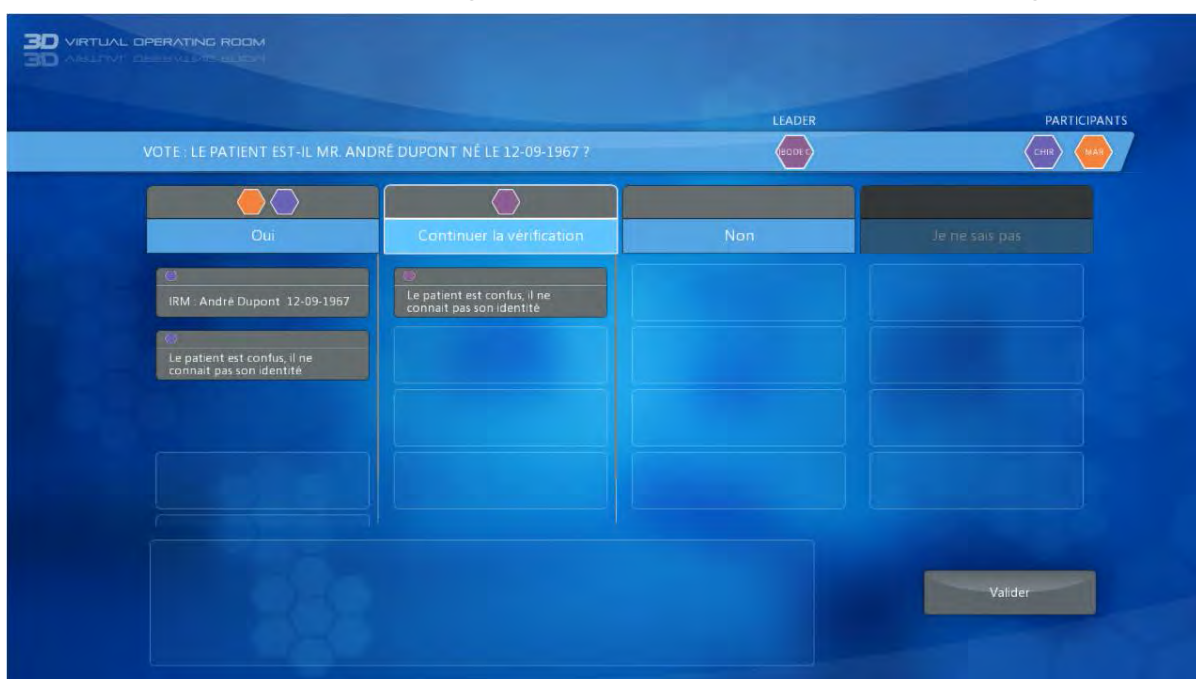 3D VIRTUAL OPERATING ROOM
LEADER
PARTICIPANTS
VOTE : LE PATIENT EST-IL MR. ANDRÉ DUPONT NÉ LE 12-09-1967 ?
CHIR
MAR
Oui
Continuer la vérification
Non
Je ne sais pas
IRM : André Dupont 12-09-1967
Le patient est confus, il ne
connait pas son identité
Le patient est confus, il ne
connait pas son identité
Valider